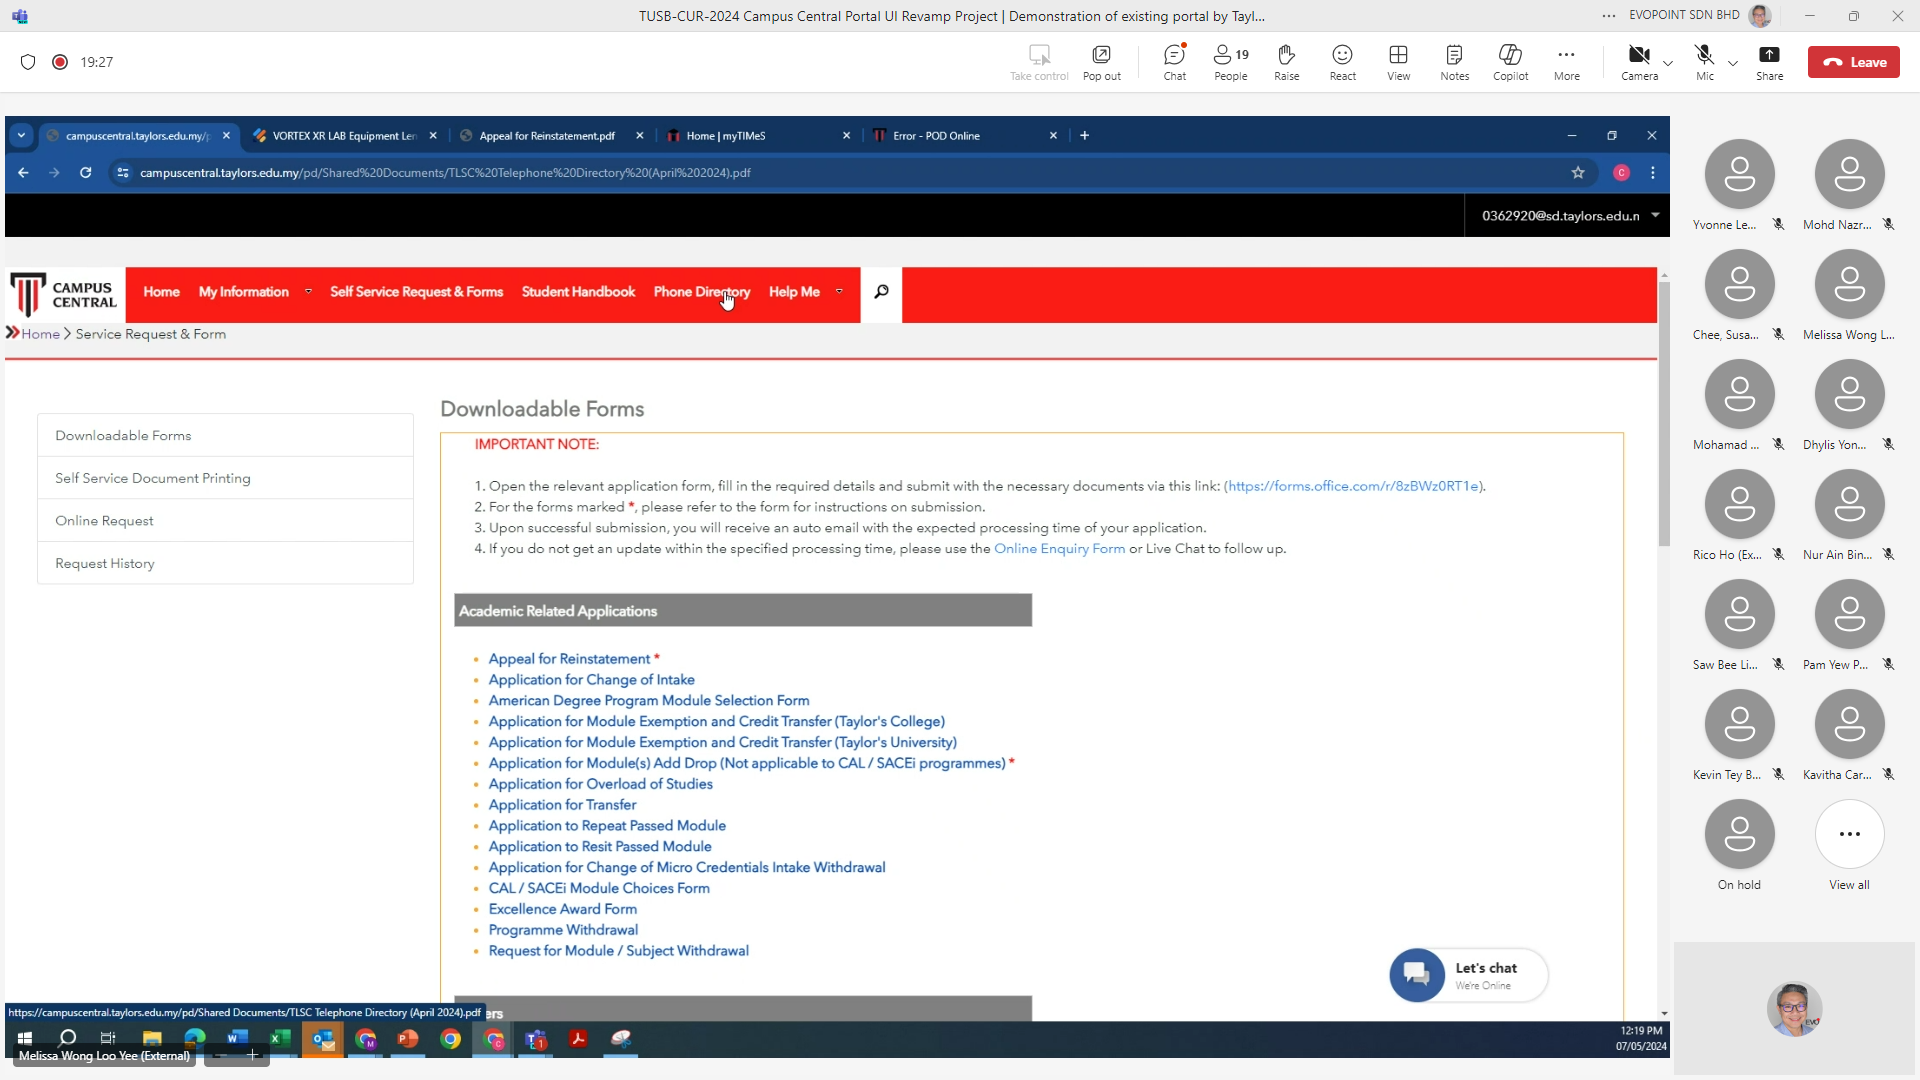 TUSB-CUR-2024 Campus Central Portal UI Revamp Project | Demonstration of existing portal by Tayl...
EVOPOINT SDN BHD
19:27
Take control
Pop out
Chat
19
People
Raise
React
View
Notes
Copilot
More
Camera
Mic
Share
Leave
campuscentral.taylors.edu.my/p
VORTEX XR LAB Equipment Len
Appeal for Reinstatement.pdf
Home | myTIMeS
Error - POD Online
campuscentral.taylors.edu.my/pd/Shared%20Documents/TLSC%20Telephone%20Directory%20(April%202024).pdf
C
0362920@sd.taylors.edu.n
CAMPUS CENTRAL
Home
My Information
Self Service Request & Forms
Student Handbook
Phone Directory
Help Me
Home > Service Request & Form
Downloadable Forms
Self Service Document Printing
Online Request
Request History
Downloadable Forms
IMPORTANT NOTE:
1. Open the relevant application form, fill in the required details and submit with the necessary documents via this link: (https://forms.office.com/r/8zBWz0RT1e).
2. For the forms marked *, please refer to the form for instructions on submission.
3. Upon successful submission, you will receive an auto email with the expected processing time of your application.
4. If you do not get an update within the specified processing time, please use the Online Enquiry Form or Live Chat to follow up.
Academic Related Applications
Appeal for Reinstatement *
Application for Change of Intake
American Degree Program Module Selection Form
Application for Module Exemption and Credit Transfer (Taylor's College)
Application for Module Exemption and Credit Transfer (Taylor's University)
Application for Module(s) Add Drop (Not applicable to CAL / SACEi programmes) *
Application for Overload of Studies
Application for Transfer
Application to Repeat Passed Module
Application to Resit Passed Module
Application for Change of Micro Credentials Intake Withdrawal
CAL / SACEi Module Choices Form
Excellence Award Form
Programme Withdrawal
Request for Module / Subject Withdrawal
Let's chat
We're Online
ers
https://campuscentral.taylors.edu.my/pd/Shared Documents/TLSC Telephone Directory (April 2024).pdf
12:19 PM
07/05/2024
Melissa Wong Loo Yee (External)
Yvonne Le...
Mohd Nazr...
Chee, Susa...
Melissa Wong L...
Mohamad ...
Dhylis Yon...
Rico Ho (Ex...
Nur Ain Bin...
Saw Bee Li...
Pam Yew P...
Kevin Tey B...
Kavitha Car...
On hold
View all